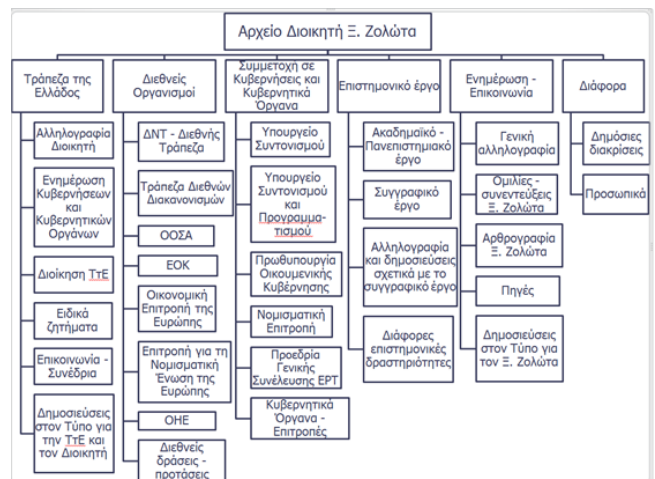 Αρχείο Διοικητή Ξ. Ζολώτα
Τράπεζα της
Ελλάδος
Αλληλογραφία
Διοικητή
Ενημέρωση
Κυβερνήσεων
και
Κυβερνητικών
Οργάνων
Διοίκηση ΤτΕ
Ειδικά
ζητήματα
Επικοινωνία -
Συνέδρια
Δημοσιεύσεις
στον Τύπο για
την ΤτΕ και
τον Διοικητή
Διεθνείς
Οργανισμοί
ΔΝΤ - Διεθνής
Τράπεζα
Τράπεζα Διεθνών
Διακανονισμών
ΟΟΣΑ
ΕΟΚ
Οικονομική
Επιτροπή της
Ευρώπης
Επιτροπή για τη
Νομισματική
Ένωση της
Ευρώπης
ΟΗΕ
Διεθνείς
δράσεις -
προτάσεις
Συμμετοχή σε
Κυβερνήσεις και
Κυβερνητικά
Όργανα
Υπουργείο
Συντονισμού
Υπουργείο
Συντονισμού
και
Προγραμμα-
τισμού
Πρωθυπουργία
Οικουμενικής
Κυβέρνησης
Νομισματική
Επιτροπή
Προεδρία
Γενικής
Συνέλευσης ΕΡΤ
Κυβερνητικά
Όργανα -
Επιτροπές
Επιστημονικό έργο
Ακαδημαϊκό -
Πανεπιστημιακό
έργο
Συγγραφικό
έργο
Αλληλογραφία
και δημοσιεύσεις
σχετικά με το
συγγραφικό έργο
Διάφορες
επιστημονικές
δραστηριότητες
Ενημέρωση -
Επικοινωνία
Γενική
αλληλογραφία
Ομιλίες -
συνεντεύξεις
Ξ. Ζολώτα
Αρθρογραφία
Ξ. Ζολώτα
Πηγές
Δημοσιεύσεις
στον Τύπο για
τον Ξ. Ζολώτα
Διάφορα
Δημόσιες
διακρίσεις
Προσωπικά